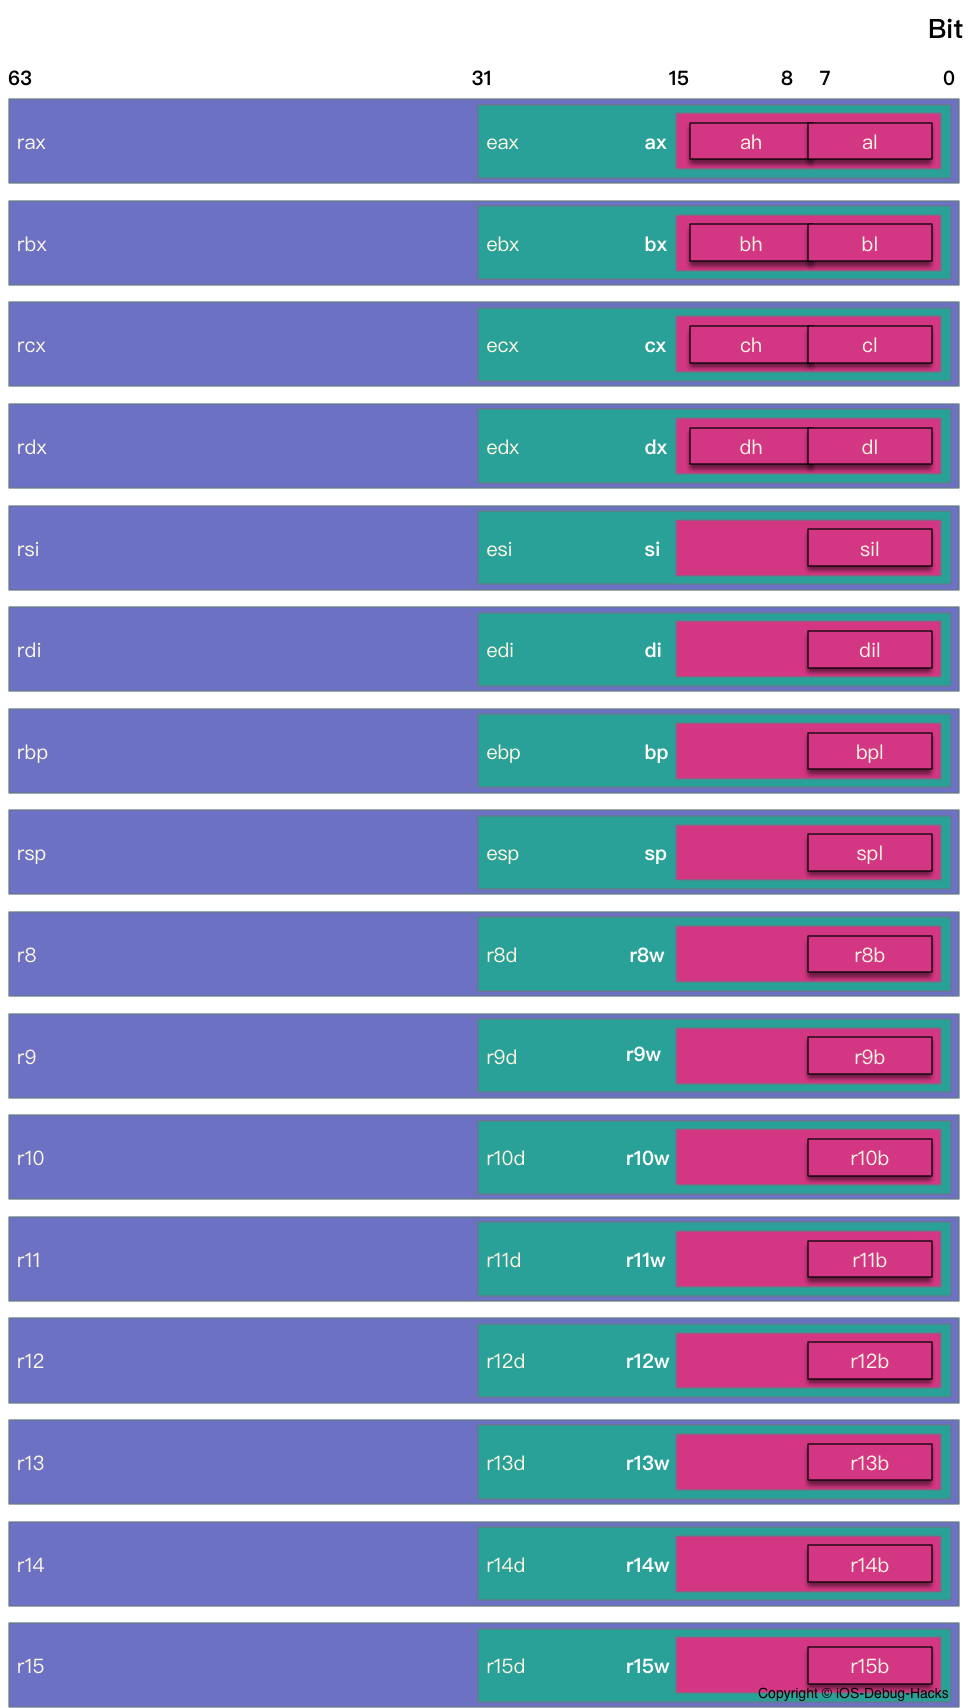 Bit
63 31 15 8 7 0
rax eax ax ah al
rbx ebx bx bh bl
rcx ecx cx ch cl
rdx edx dx dh dl
rsi esi si sil
rdi edi di dil
rbp ebp bp bpl
rsp esp sp spl
r8 r8d r8w r8b
r9 r9d r9w r9b
r10 r10d r10w r10b
r11 r11d r11w r11b
r12 r12d r12w r12b
r13 r13d r13w r13b
r14 r14d r14w r14b
r15 r15d r15w r15b
Copyright © iOS-Debug-Hacks